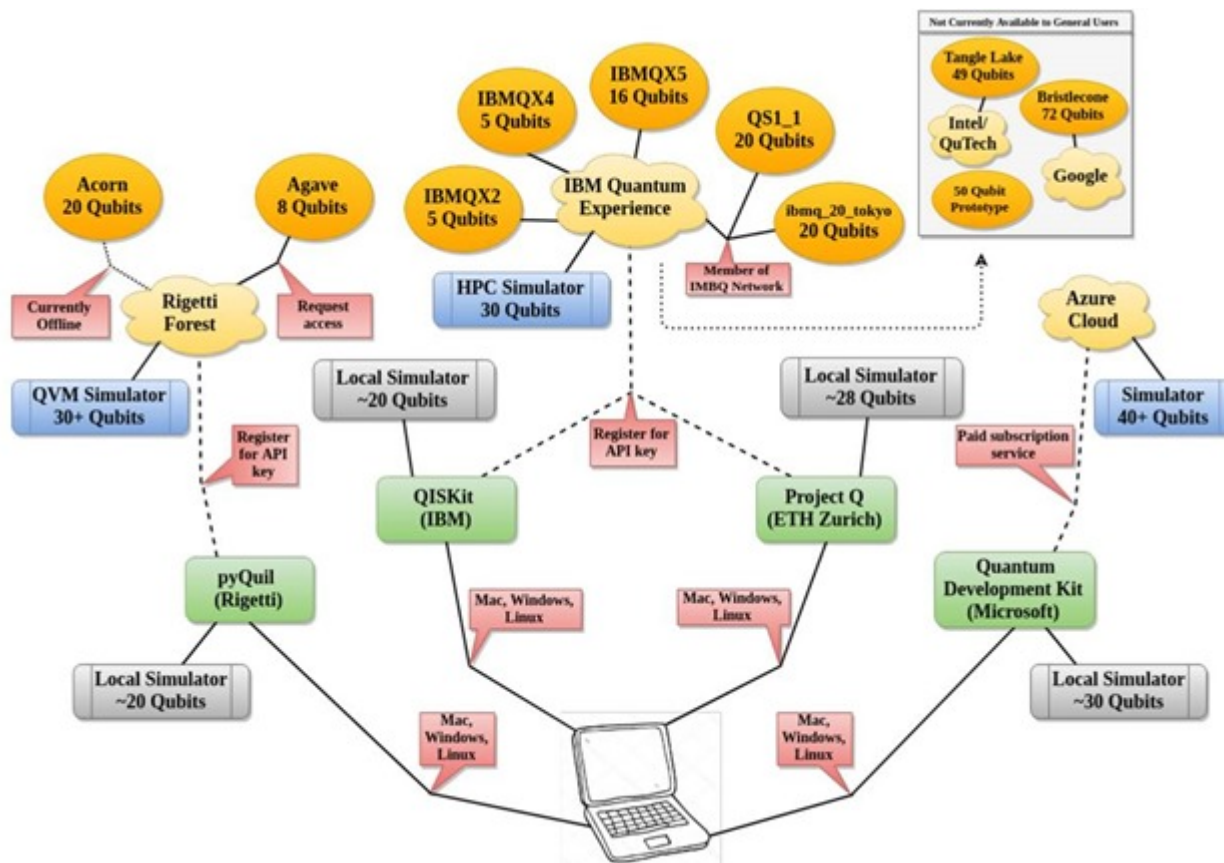 Not Currently Available to General Users
Tangle Lake
49 Qubits
Bristlecone
72 Qubits
Intel/
QuTech
Google
50 Qubit
Prototype
IBMQX5
16 Qubits
IBMQX4
5 Qubits
QS1_1
20 Qubits
IBMQX2
5 Qubits
IBM Quantum
Experience
ibmq_20_tokyo
20 Qubits
Acorn
20 Qubits
Agave
8 Qubits
Member of
IMBQ Network
HPC Simulator
30 Qubits
Currently
Offline
Rigetti
Forest
Request
access
Azure
Cloud
QVM Simulator
30+ Qubits
Local Simulator
~20 Qubits
Local Simulator
~28 Qubits
Simulator
40+ Qubits
Register
for API
key
Register for
API key
Paid subscription
service
QISKit
(IBM)
Project Q
(ETH Zurich)
pyQuil
(Rigetti)
Quantum
Development Kit
(Microsoft)
Mac, Windows,
Linux
Mac, Windows,
Linux
Local Simulator
~20 Qubits
Local Simulator
~30 Qubits
Mac,
Windows,
Linux
Mac,
Windows,
Linux